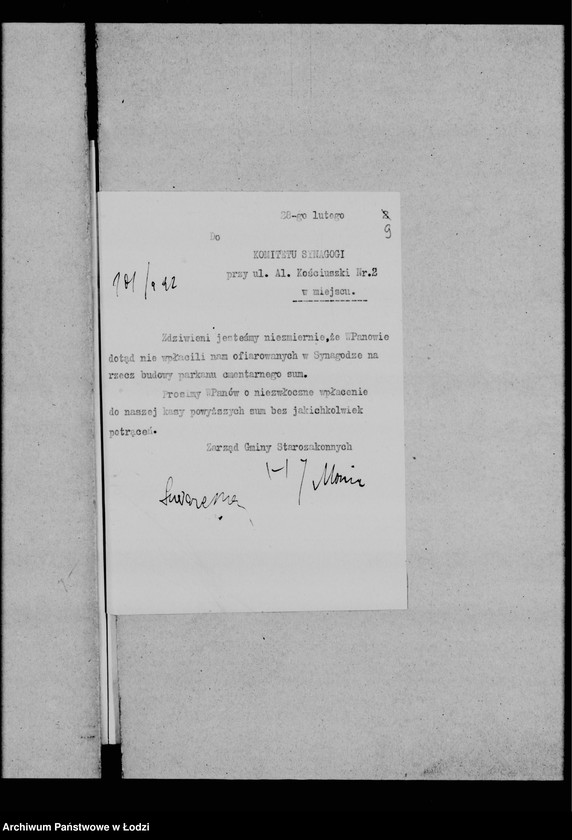 28-go lutego
9
Do
KOMITETU SYNAGOGI
przy ul. Al. Kościuszki Nr.2
w miejscu.
Zdziwieni jesteśmy niezmiernie,że WPanowie
dotąd nie wpłacili nam ofiarowanych w Synagodze na
rzecz budowy parkanu cmentarnego sum.
Prosimy WPanów o niezwłoczne wpłacenie
do naszej kasy powyższych sum bez jakichkolwiek
potrąceń.
Zarząd Gminy Starozakonnych
Archiwum Państwowe w Łodzi